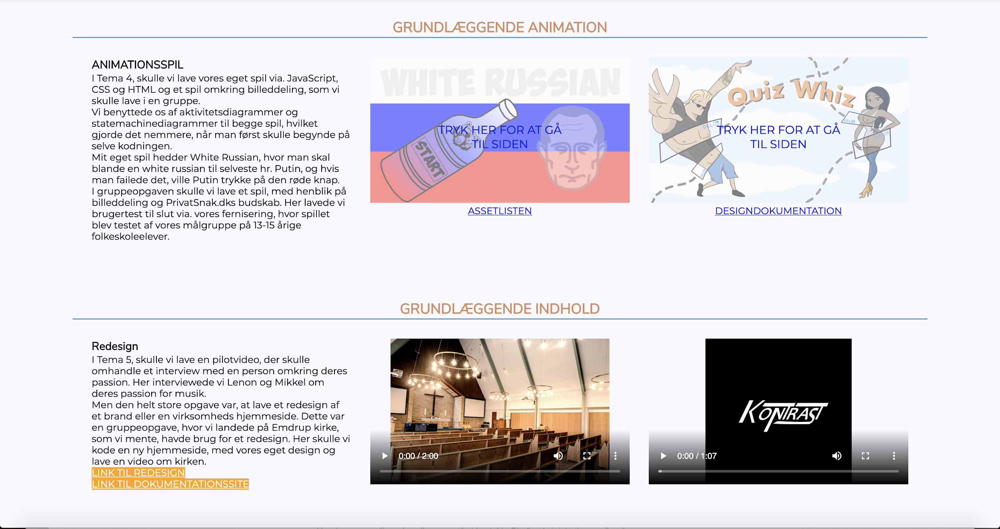 GRUNDLÆGGENDE ANIMATION
ANIMATIONSSPIL
I Tema 4, skulle vi lave vores eget spil via. JavaScript,
CSS og HTML og et spil omkring billeddeling, som vi
skulle lave i en gruppe.
Vi benyttede os af aktivitetsdiagrammer og
statemachinediagrammer til begge spil, hvilket
gjorde det nemmere, når man først skulle begynde på
selve kodningen.
Mit eget spil hedder White Russian, hvor man skal
blande en white russian til selveste hr. Putin, og hvis
man failede det, ville Putin trykke på den røde knap.
I gruppeopgaven skulle vi lave et spil, med henblik på
billeddeling og PrivatSnak.dks budskab. Her lavede vi
brugertest til slut via. vores fernisering, hvor spillet
blev testet af vores målgruppe på 13-15 årige
folkeskoleelever.
WHITE RUSSIAN
START
TRYK HER FOR AT GÅ
TIL SIDEN
ASSETLISTEN
Quiz Whiz
DEL
DEL
DEL
DEL
TRYK HER FOR AT GÅ
TIL SIDEN
DESIGNDOKUMENTATION
GRUNDLÆGGENDE INDHOLD
Redesign
I Tema 5, skulle vi lave en pilotvideo, der skulle
omhandle et interview med en person omkring deres
passion. Her interviewede vi Lenon og Mikkel om
deres passion for musik.
Men den helt store opgave var, at lave et redesign af
et brand eller en virksomheds hjemmeside. Dette var
en gruppeopgave, hvor vi landede på Emdrup kirke,
som vi mente, havde brug for et redesign. Her skulle vi
kode en ny hjemmeside, med vores eget design og
lave en video om kirken.
LINK TIL REDESIGN
LINK TIL DOKUMENTATIONSSITE
0:00 / 2:00
KONTRAST
0:00 / 1:07